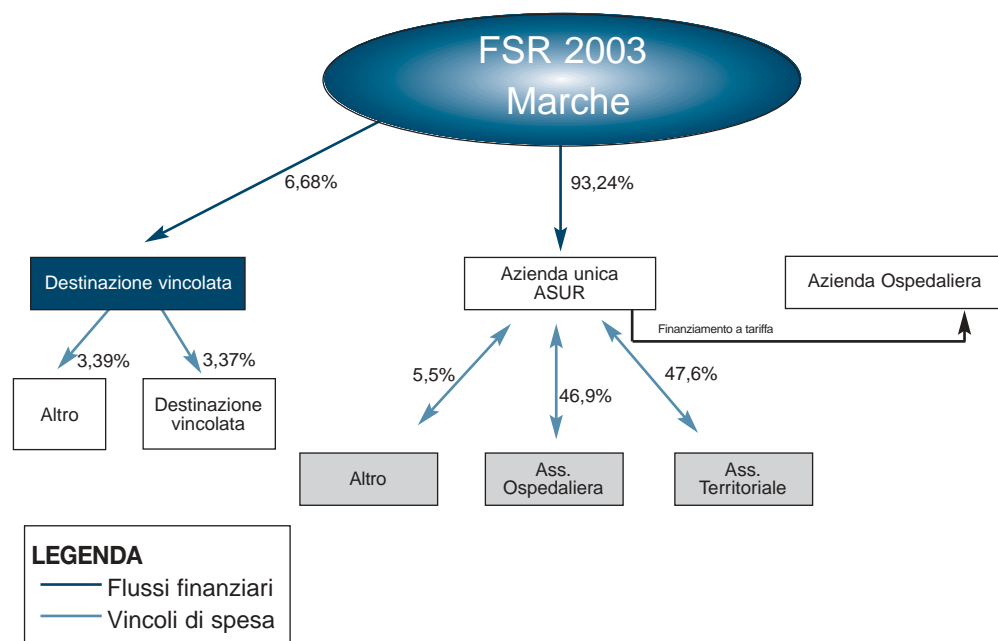 FSR 2003
Marche
6,68%
93,24%
Destinazione vincolata
Azienda unica
ASUR
Azienda Ospedaliera
Finanziamento a tariffa
3,39%
3,37%
5,5%
46,9%
47,6%
Altro
Destinazione
vincolata
Altro
Ass.
Ospedaliera
Ass.
Territoriale
LEGENDA
Flussi finanziari
Vincoli di spesa